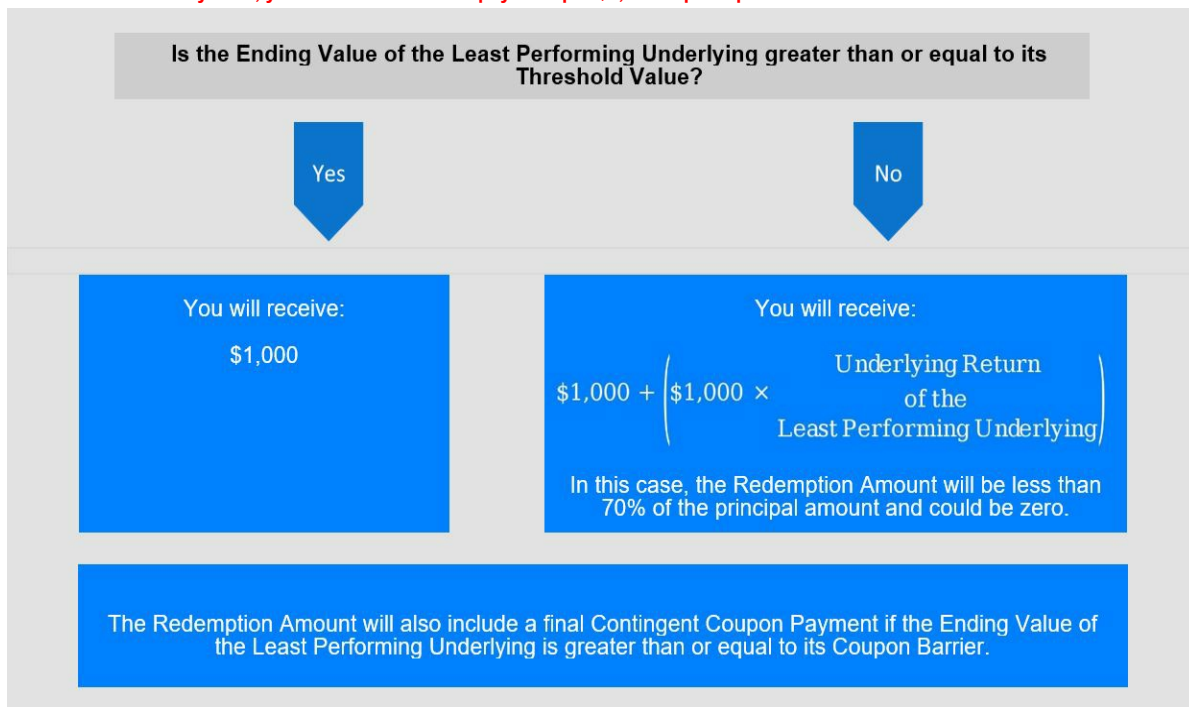 Is the Ending Value of the Least Performing Underlying greater than or equal to its
Threshold Value?
Yes
No
You will receive:
$1,000
You will receive:
$1,000 + ($1,000 × Underlying Return
of the
Least Performing Underlying)
In this case, the Redemption Amount will be less than
70% of the principal amount and could be zero.
The Redemption Amount will also include a final Contingent Coupon Payment if the Ending Value of
the Least Performing Underlying is greater than or equal to its Coupon Barrier.